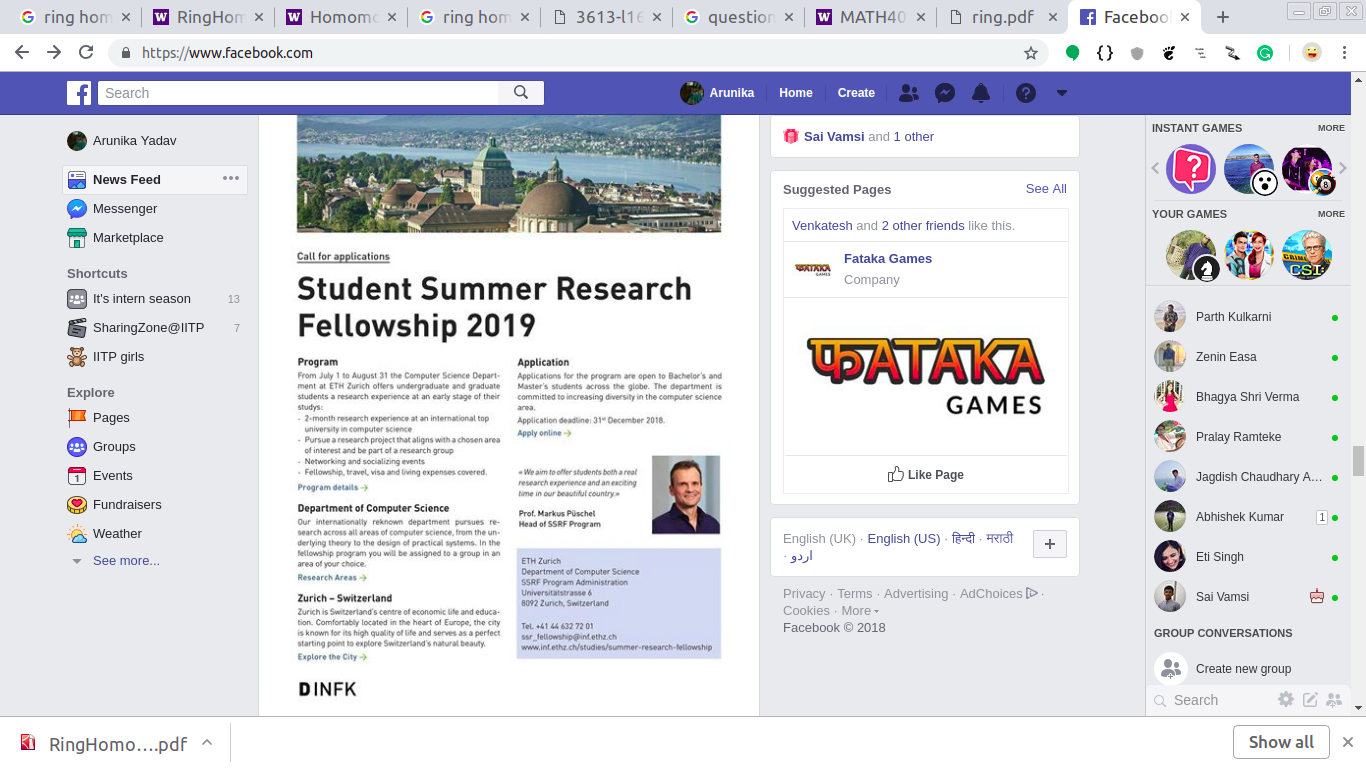 ring hom
RingHom
Homomo
ring hom
3613-l16
question
MATH40
ring.pdf
Facebook
https://www.facebook.com
Search
Arunika
Home
Create
Arunika Yadav
News Feed
Messenger
Marketplace
Shortcuts
It's intern season 13
SharingZone@IITP 7
IITP girls
Explore
Pages
Groups
Events
Fundraisers
Weather
See more...
Call for applications
Student Summer Research
Fellowship 2019
Program
From July 1 to August 31 the Computer Science Depart-
ment at ETH Zurich offers undergraduate and graduate
students a research experience at an early stage of their
studys:
- 2-month research experience at an international top
university in computer science
- Pursue a research project that aligns with a chosen area
of interest and be part of a research group
- Networking and socializing events
- Fellowship, travel, visa and living expenses covered.
Program details →
Department of Computer Science
Our internationally reknown department pursues re-
search across all areas of computer science, from the un-
derlying theory to the design of practical systems. In the
fellowship program you will be assigned to a group in an
area of your choice.
Research Areas →
Zurich – Switzerland
Zurich is Switzerland's centre of economic life and educa-
tion. Comfortably located in the heart of Europe, the city
is known for its high quality of life and serves as a perfect
starting point to explore Switzerland's natural beauty.
Explore the City →
Application
Applications for the program are open to Bachelor's and
Master's students across the globe. The department is
committed to increasing diversity in the computer science
area.
Application deadline: 31st December 2018.
Apply online →
«We aim to offer students both a real
research experience and an exciting
time in our beautiful country.»
Prof. Markus Püschel
Head of SSRF Program
ETH Zurich
Department of Computer Science
SSRF Program Administration
Universitätstrasse 6
8092 Zurich, Switzerland
Tel. +41 44 632 72 01
ssr_fellowship@inf.ethz.ch
www.inf.ethz.ch/studies/summer-research-fellowship
D INFK
Sai Vamsi and 1 other
Suggested Pages
See All
Venkatesh and 2 other friends like this.
FATAKA
GAMES
Fataka Games
Company
फATAKA
GAMES
Like Page
English (UK) · English (US) · हिन्दी · मराठी
· اردو
Privacy · Terms · Advertising · AdChoices ·
Cookies · More
Facebook © 2018
INSTANT GAMES MORE
8
YOUR GAMES MORE
CRIME
CSI:
Parth Kulkarni
Zenin Easa
Bhagya Shri Verma
Pralay Ramteke
Jagdish Chaudhary A...
Abhishek Kumar 1
Eti Singh
Sai Vamsi
GROUP CONVERSATIONS
Create new group
Search
RingHomo....pdf
Show all